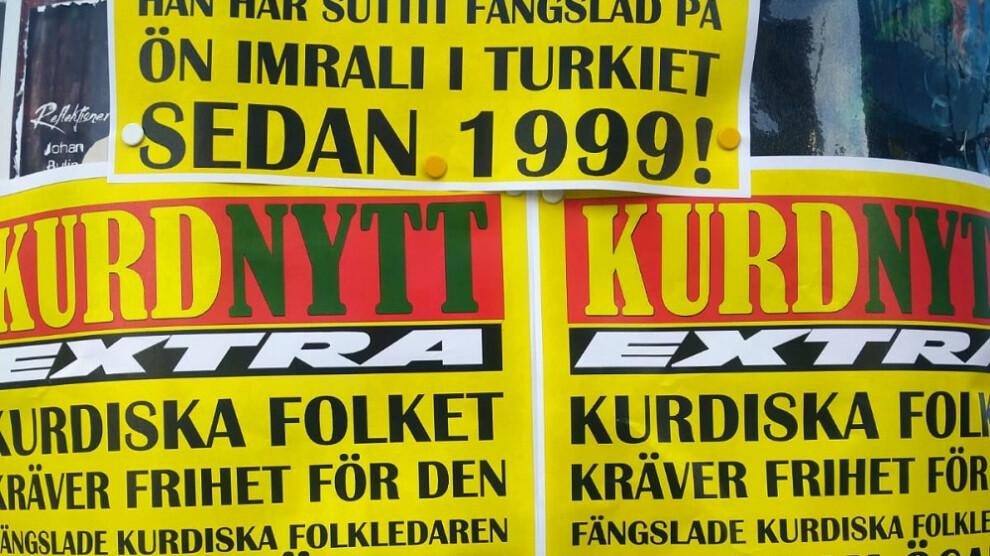 HAN HAR SUTTIT FÄNGSLAD PÅ
ÖN IMRALI I TURKIET
SEDAN 1999!
Reflektioner
Johan
KURDNYTT
EXTRA
KURDISKA FOLKET
KRÄVER FRIHET FÖR DEN
FÄNGSLADE KURDISKA FOLKLEDAREN
KURDNYT
EXTRA
KURDISKA FOLK
KRÄVER FRIHET FÖR
FÄNGSLADE KURDISKA FOLKLE